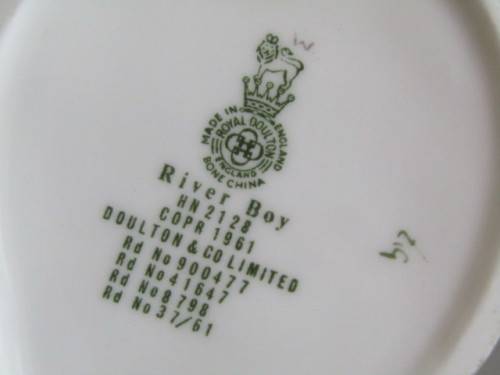 MADE IN ENGLAND
ROYAL DOULTON
ENGLAND
BONE CHINA
River Boy
HN 2128
COPR 1961
DOULTON & CO LIMITED
Rd No 900477
Rd No 41647
Rd No 8798
Rd No 37/61